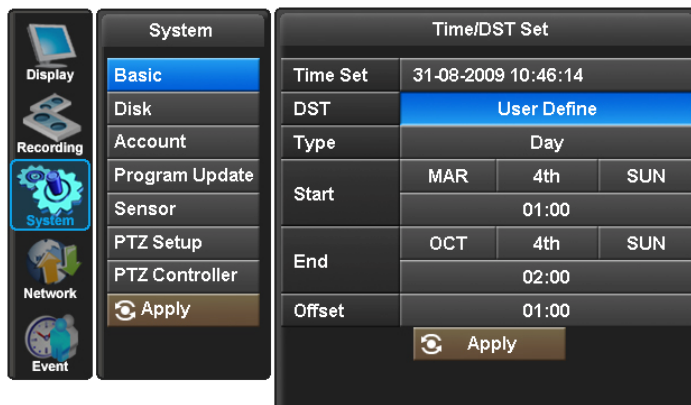 Display
Recording
System
Network
Event
System
Basic
Disk
Account
Program Update
Sensor
PTZ Setup
PTZ Controller
Apply
Time/DST Set
Time Set 31-08-2009 10:46:14
DST User Define
Type Day
Start MAR 4th SUN
01:00
End OCT 4th SUN
02:00
Offset 01:00
Apply